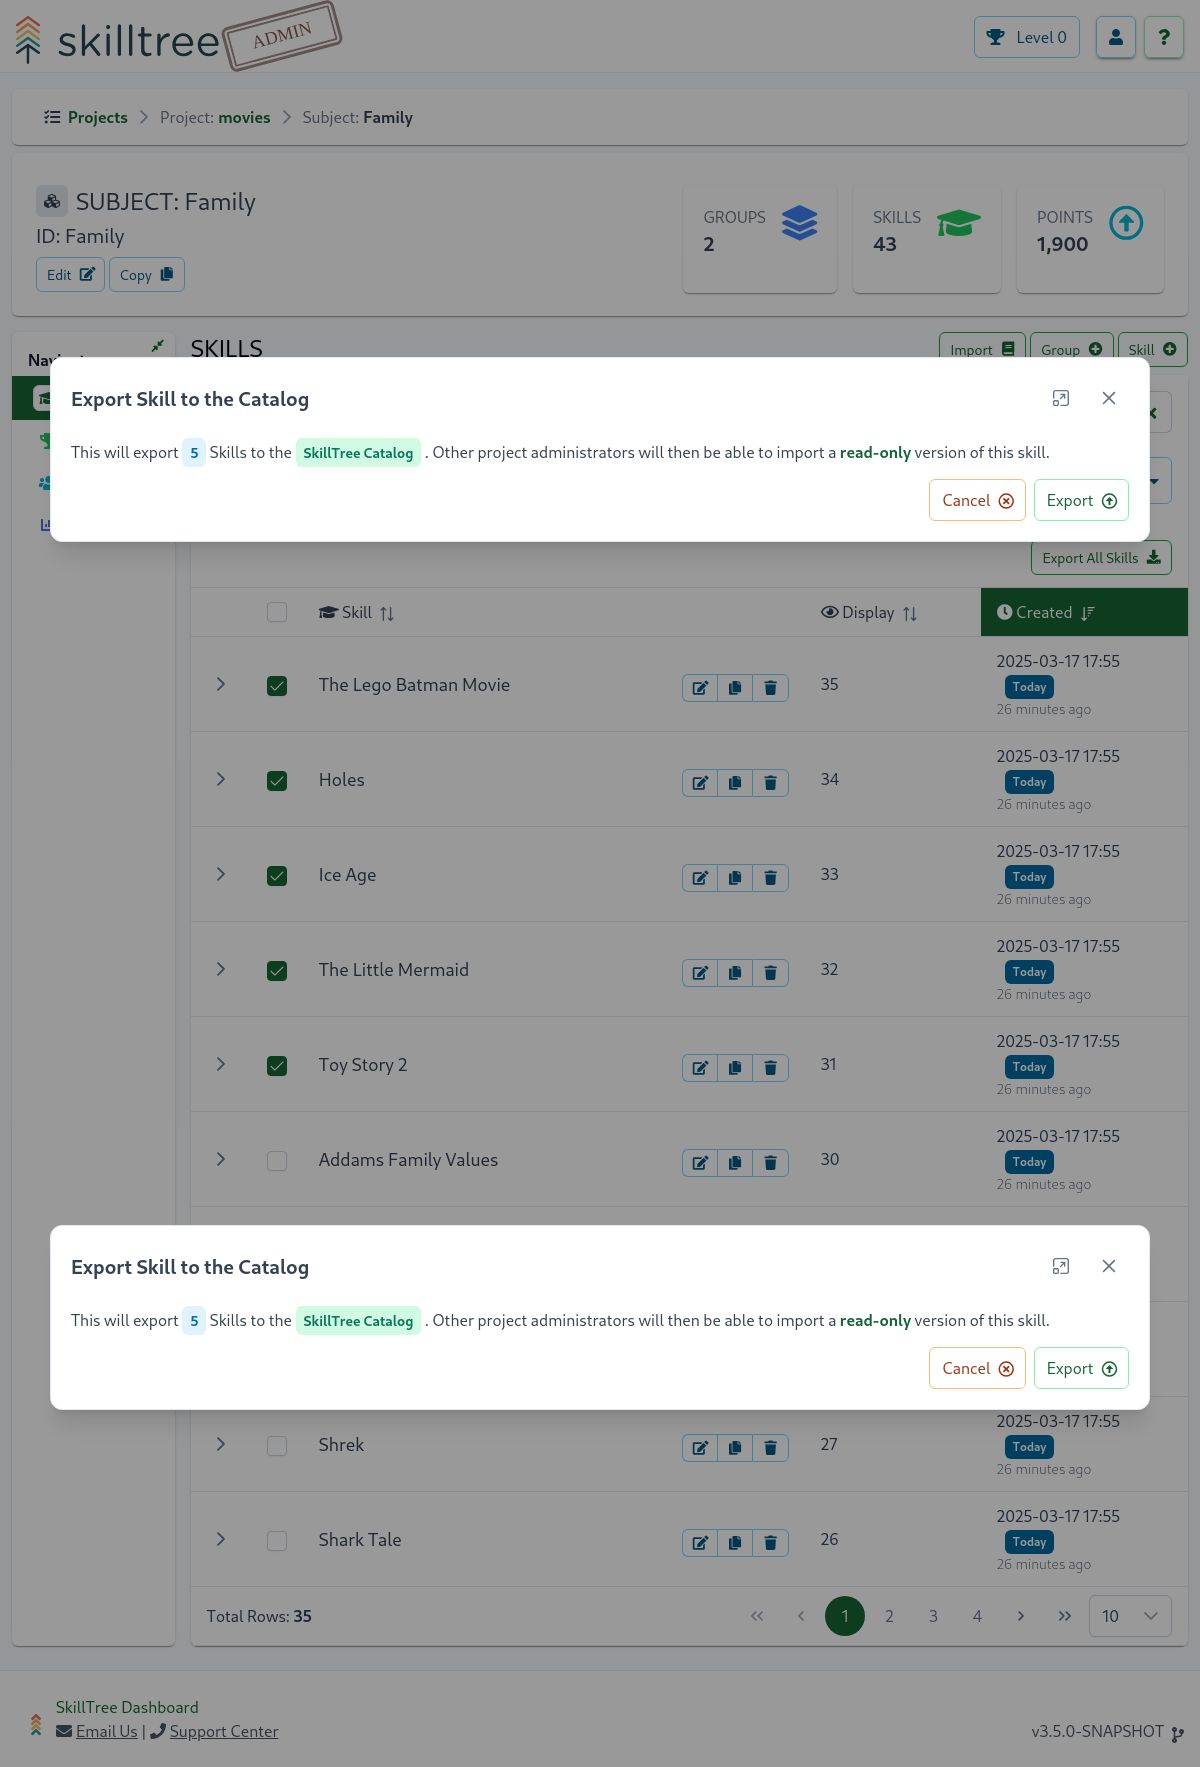 skilltree
ADMIN
Level 0
?
Projects > Project: movies > Subject: Family
SUBJECT: Family
ID: Family
Edit
Copy
GROUPS
2
SKILLS
43
POINTS
1,900
SKILLS
Import
Group
Skill
Export Skill to the Catalog
This will export 5 Skills to the SkillTree Catalog . Other project administrators will then be able to import a read-only version of this skill.
Cancel
Export
Export All Skills
Skill
Display
Created
The Lego Batman Movie
35
2025-03-17 17:55
Today
26 minutes ago
Holes
34
2025-03-17 17:55
Today
26 minutes ago
Ice Age
33
2025-03-17 17:55
Today
26 minutes ago
The Little Mermaid
32
2025-03-17 17:55
Today
26 minutes ago
Toy Story 2
31
2025-03-17 17:55
Today
26 minutes ago
Addams Family Values
30
2025-03-17 17:55
Today
26 minutes ago
Export Skill to the Catalog
This will export 5 Skills to the SkillTree Catalog . Other project administrators will then be able to import a read-only version of this skill.
Cancel
Export
Shrek
27
2025-03-17 17:55
Today
26 minutes ago
Shark Tale
26
2025-03-17 17:55
Today
26 minutes ago
Total Rows: 35
« ‹ 1 2 3 4 › »
10
SkillTree Dashboard
Email Us | Support Center
v3.5.0-SNAPSHOT